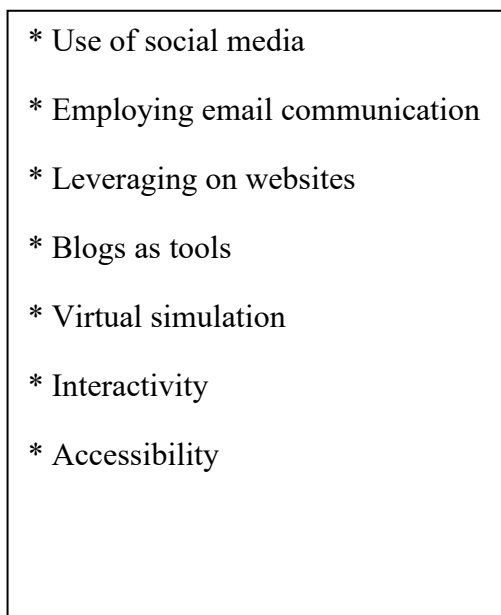 * Use of social media
* Employing email communication
* Leveraging on websites
* Blogs as tools
* Virtual simulation
* Interactivity
* Accessibility